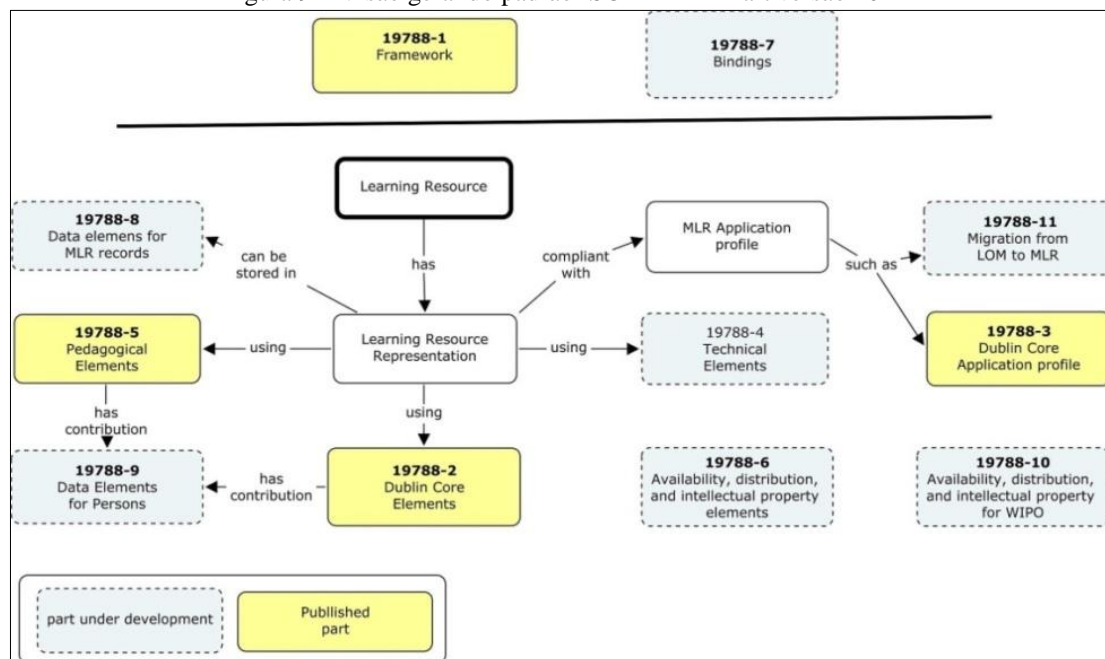 19788-1
Framework
19788-7
Bindings
Learning Resource
19788-8
Data elemens for
MLR records
MLR Application
profile
19788-11
Migration from
LOM to MLR
can be
stored in
has
compliant
with
such as
19788-5
Pedagogical
Elements
using
Learning Resource
Representation
using
19788-4
Technical
Elements
19788-3
Dublin Core
Application profile
has
contribution
using
19788-9
Data Elements
for Persons
has
contribution
19788-2
Dublin Core
Elements
19788-6
Availability, distribution,
and intellectual property
elements
19788-10
Availability, distribution,
and intellectual property
for WIPO
part under development
Publlished
part